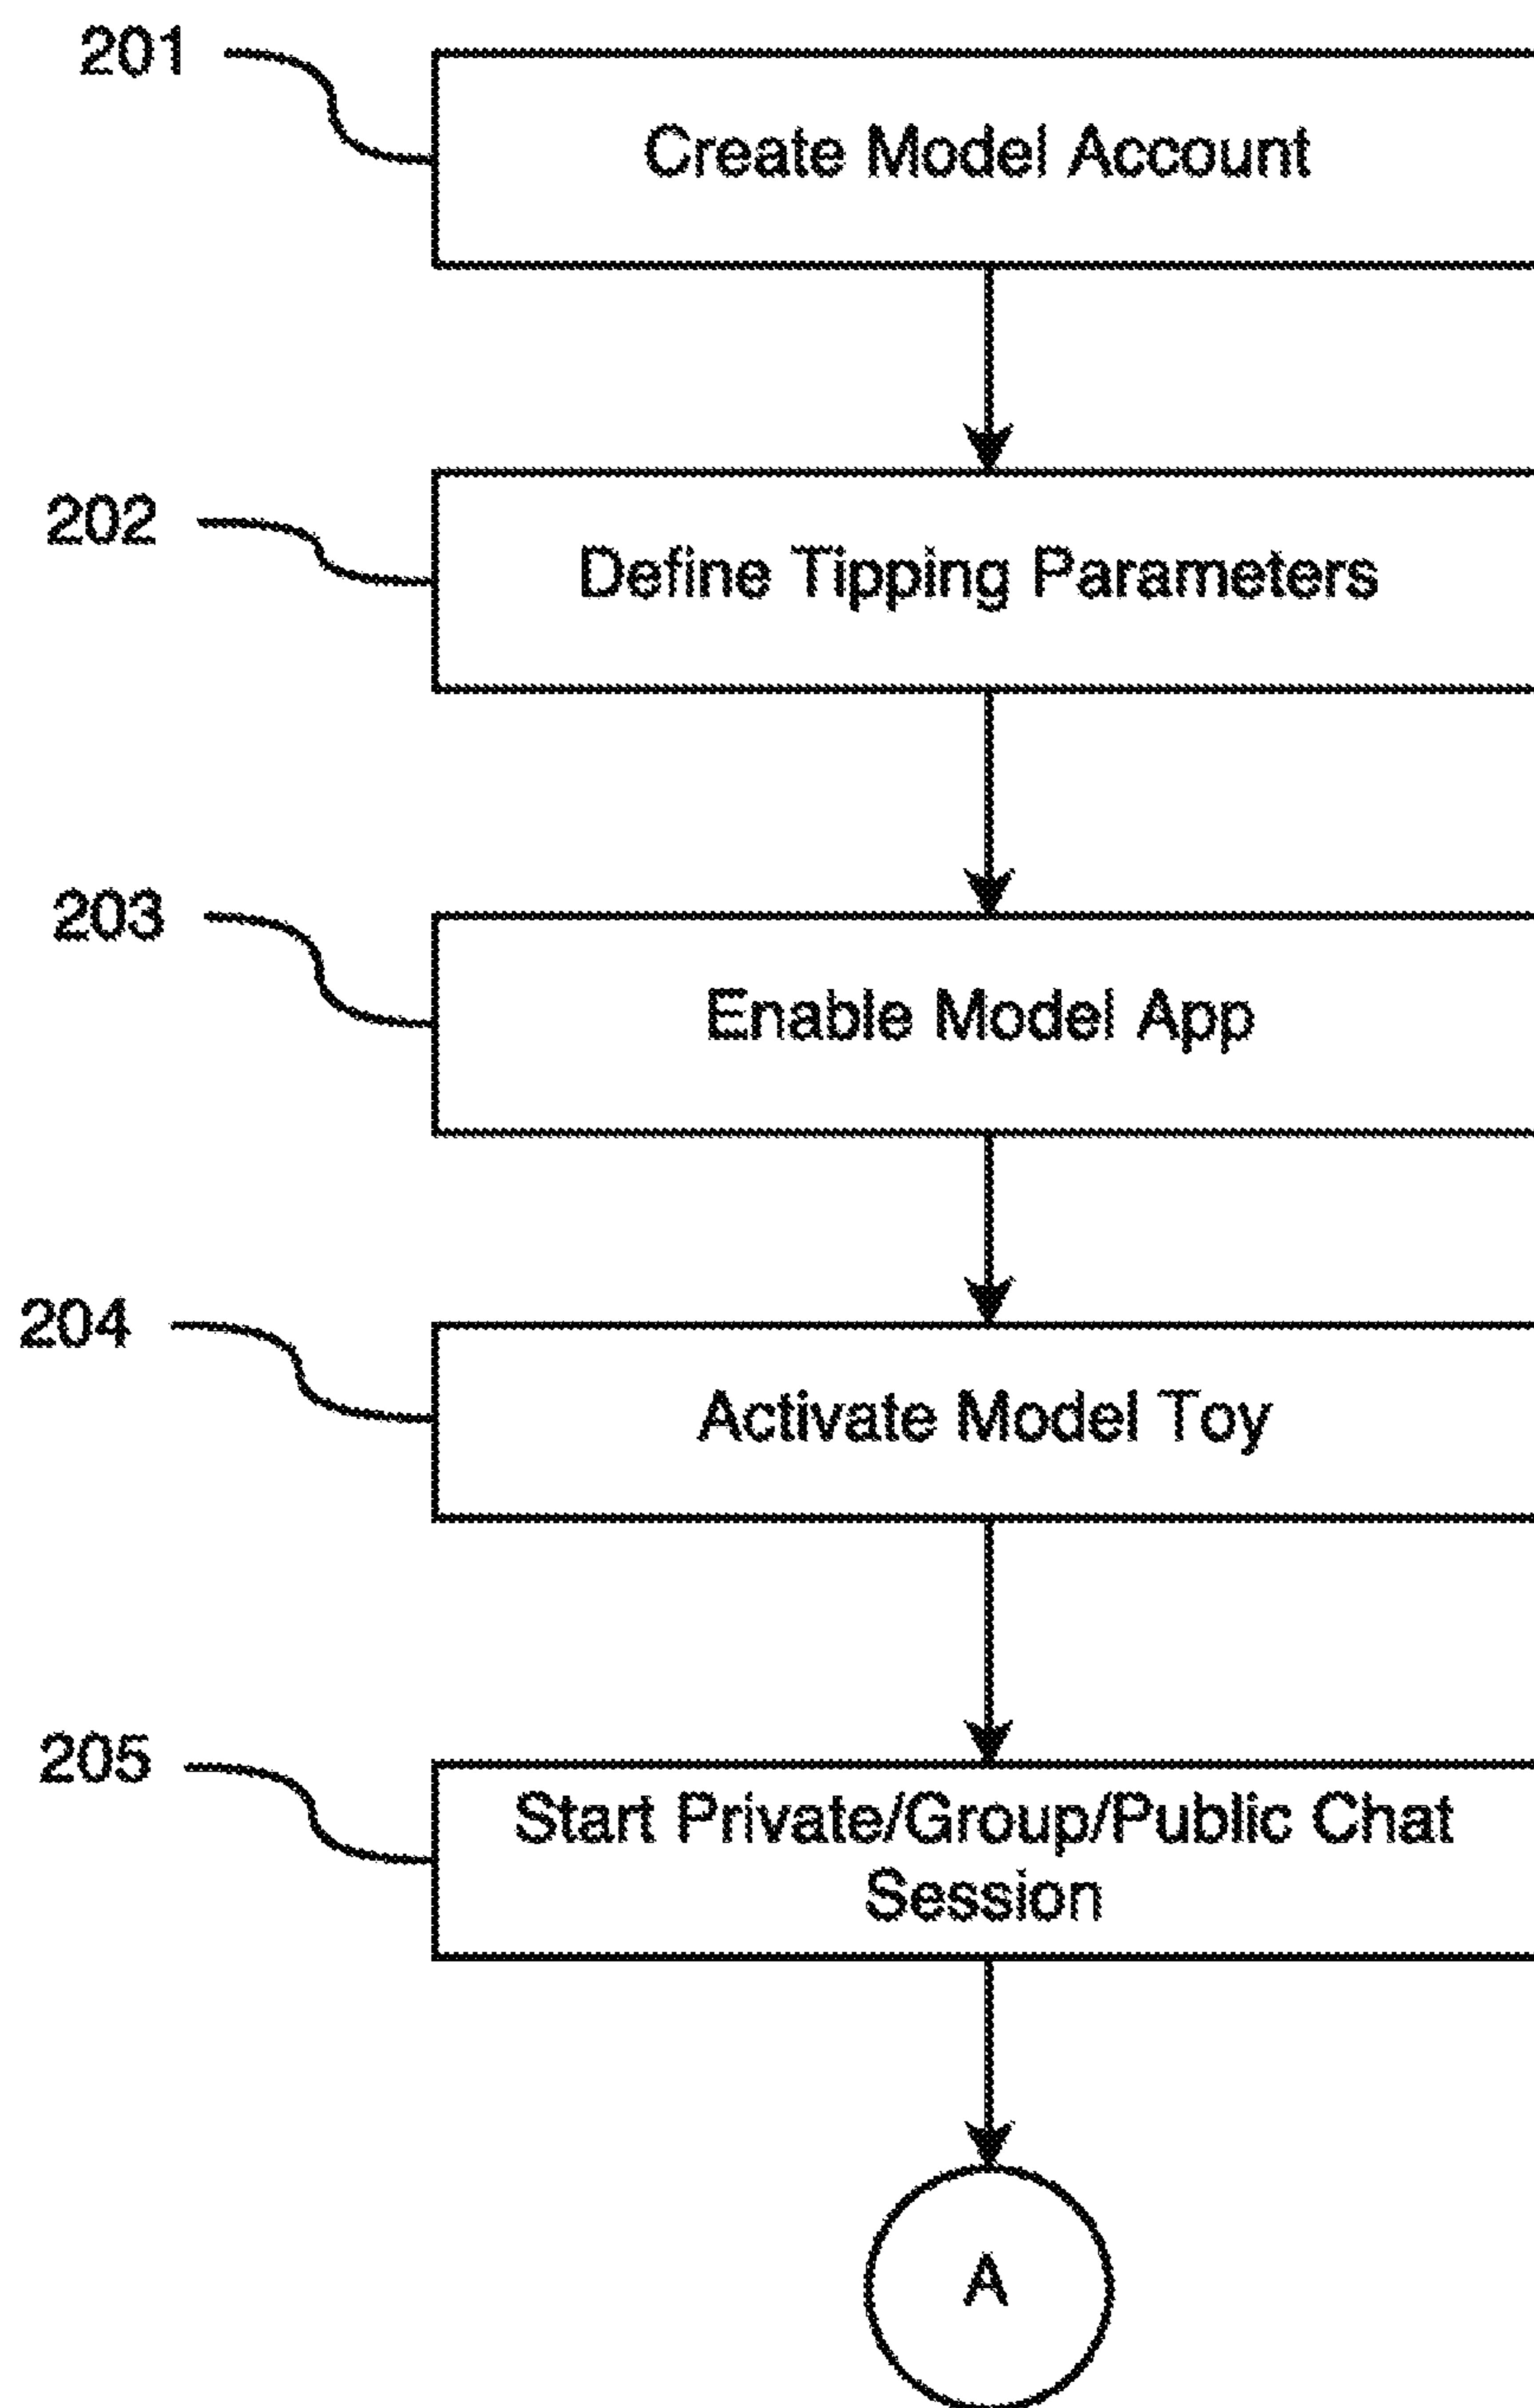 201
Create Model Account
202
Define Tipping Parameters
203
Enable Model App
204
Activate Model Toy
205
Start Private/Group/Public Chat
Session
A